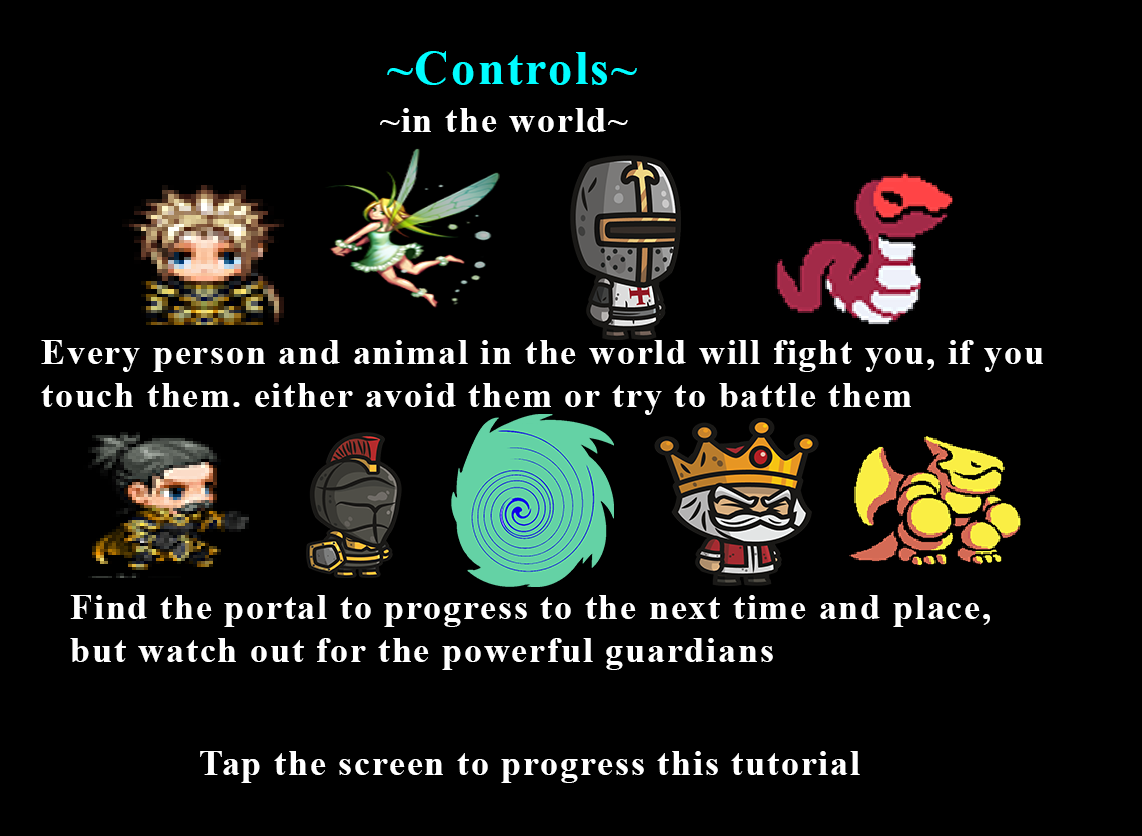 ~Controls~
~in the world~
Every person and animal in the world will fight you, if you
touch them. either avoid them or try to battle them
Find the portal to progress to the next time and place,
but watch out for the powerful guardians
Tap the screen to progress this tutorial